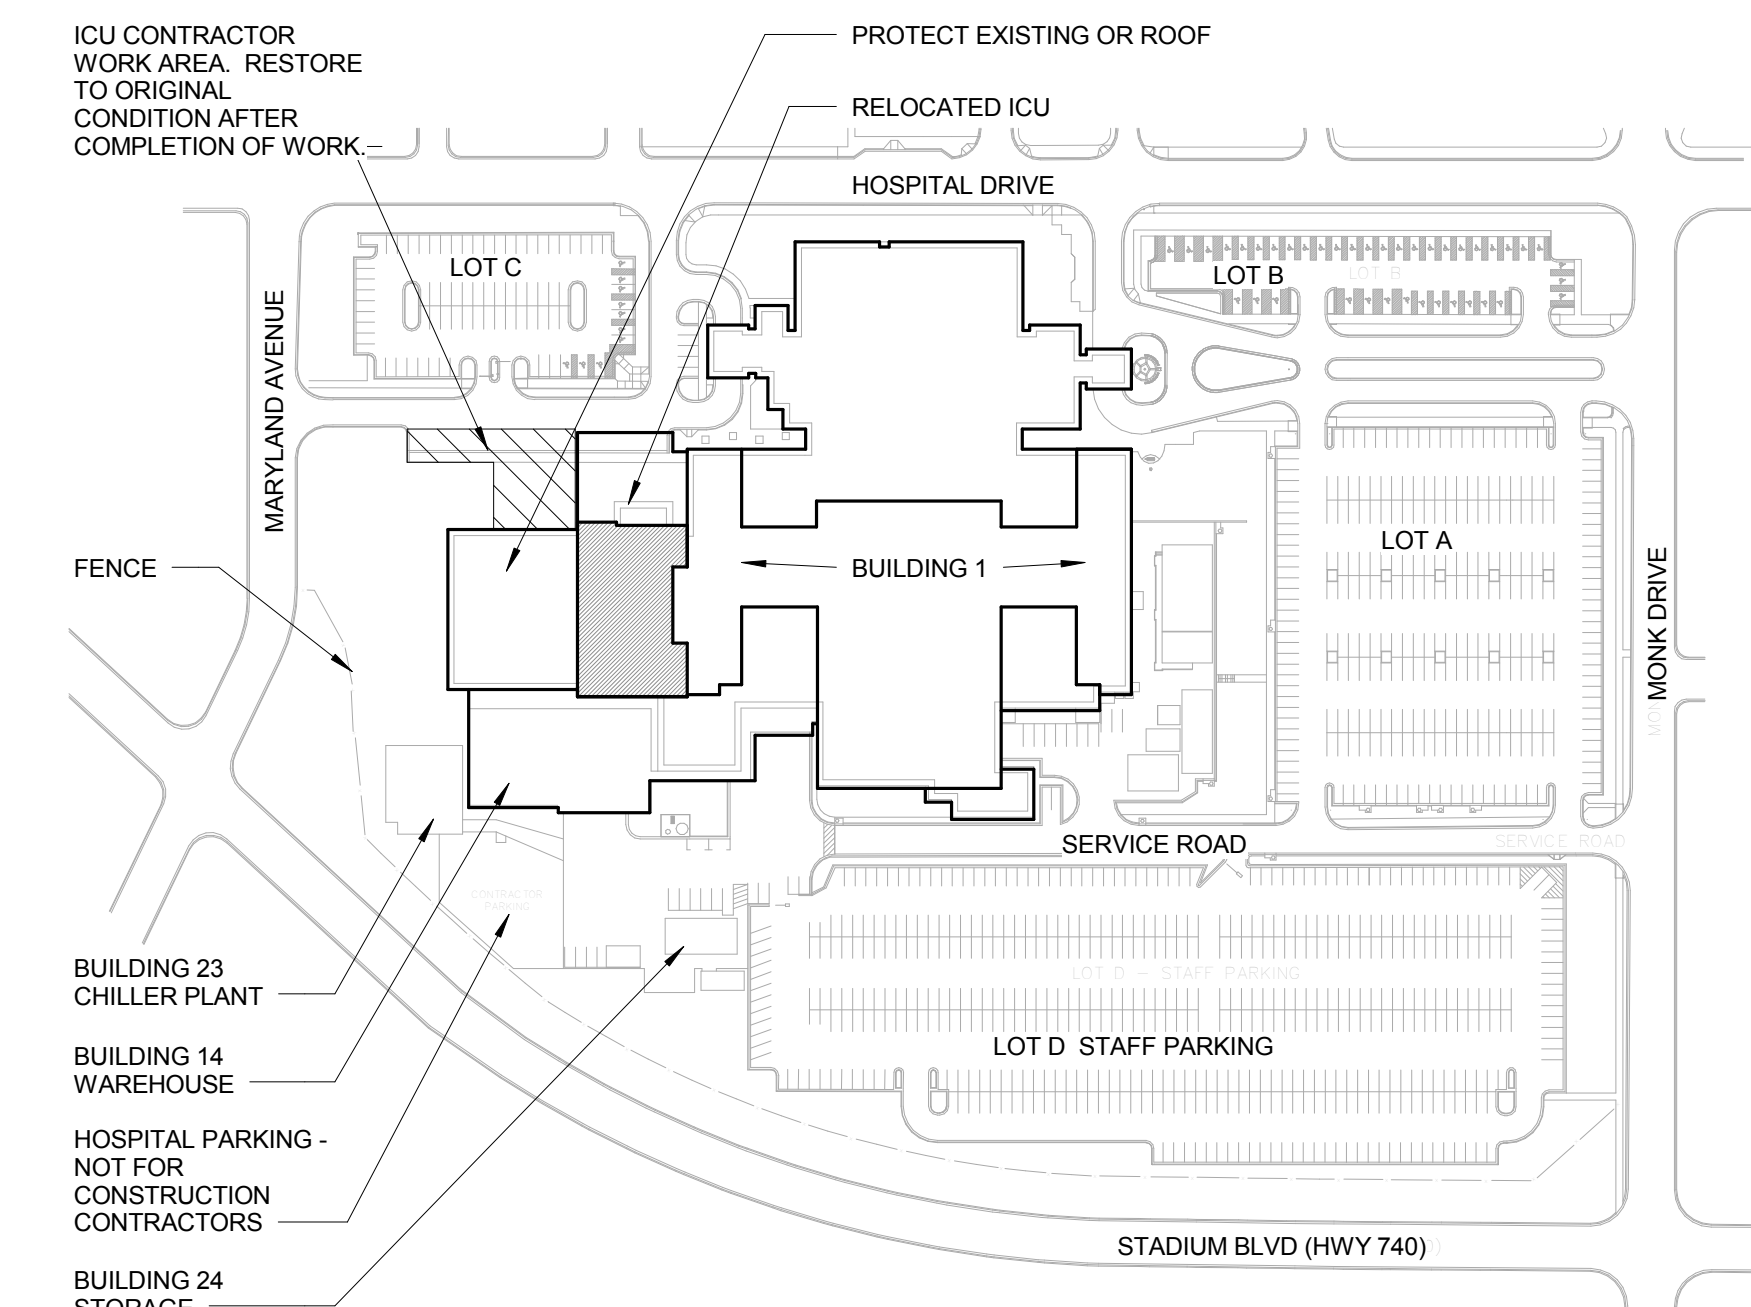 ICU CONTRACTOR
WORK AREA. RESTORE
TO ORIGINAL
CONDITION AFTER
COMPLETION OF WORK.
PROTECT EXISTING OR ROOF
RELOCATED ICU
HOSPITAL DRIVE
LOT C
LOT B
LOT B
MARYLAND AVENUE
LOT A
FENCE
BUILDING 1
MONK DRIVE
MON
SERVICE ROAD
SERVICE ROAD
CONTRACTOR
PARKING
BUILDING 23
CHILLER PLANT
LOT D - STAFF PARKING
LOT D STAFF PARKING
BUILDING 14
WAREHOUSE
HOSPITAL PARKING -
NOT FOR
CONSTRUCTION
CONTRACTORS
STADIUM BLVD (HWY 740)
BUILDING 24
STORAGE